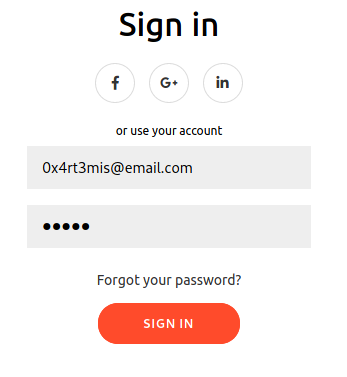 Sign in
f G+ in
or use your account
0x4rt3mis@email.com
●●●●●
Forgot your password?
SIGN IN